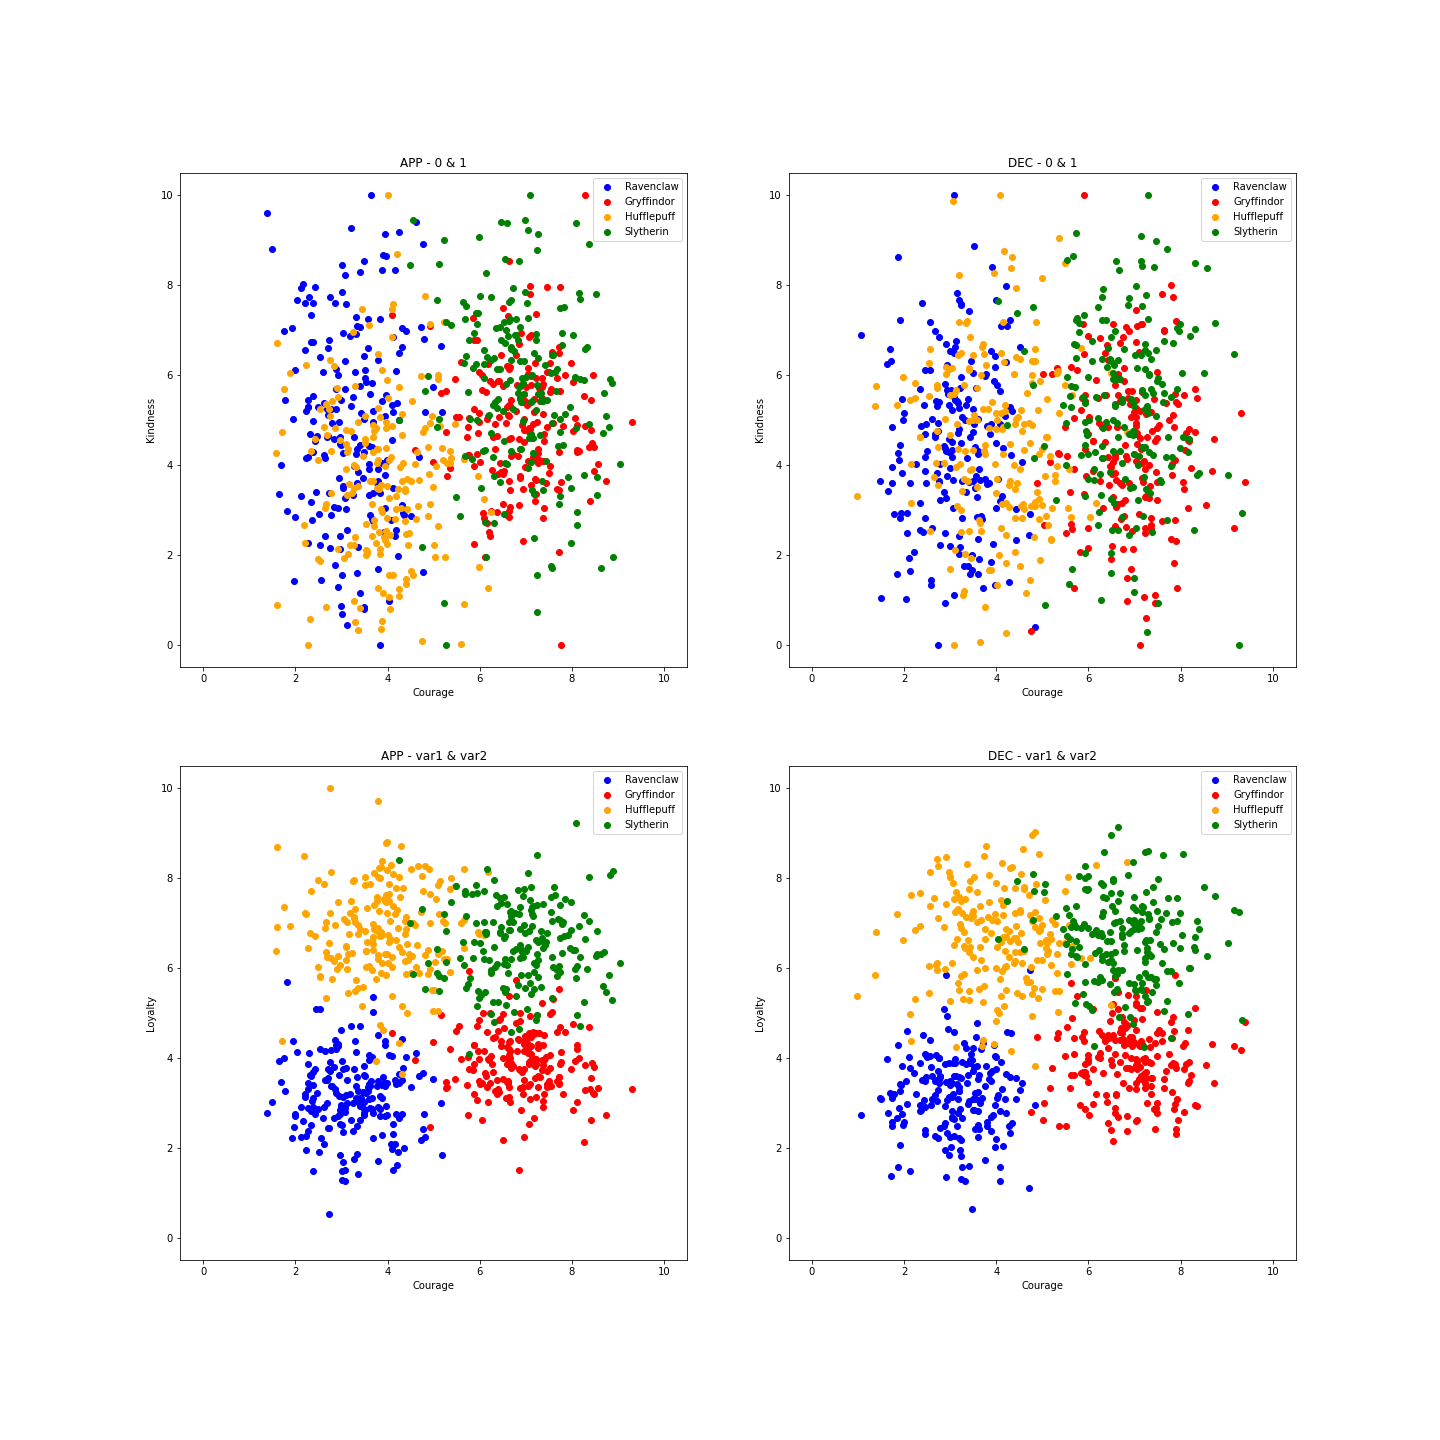 APP - 0 & 1
Ravenclaw
Gryffindor
Hufflepuff
Slytherin
10
8
6
4
2
0
Kindness
0 2 4 6 8 10
Courage
DEC - 0 & 1
Ravenclaw
Gryffindor
Hufflepuff
Slytherin
10
8
6
4
2
0
Kindness
0 2 4 6 8 10
Courage
APP - var1 & var2
Ravenclaw
Gryffindor
Hufflepuff
Slytherin
10
8
6
4
2
0
Loyalty
0 2 4 6 8 10
Courage
DEC - var1 & var2
Ravenclaw
Gryffindor
Hufflepuff
Slytherin
10
8
6
4
2
0
Loyalty
0 2 4 6 8 10
Courage